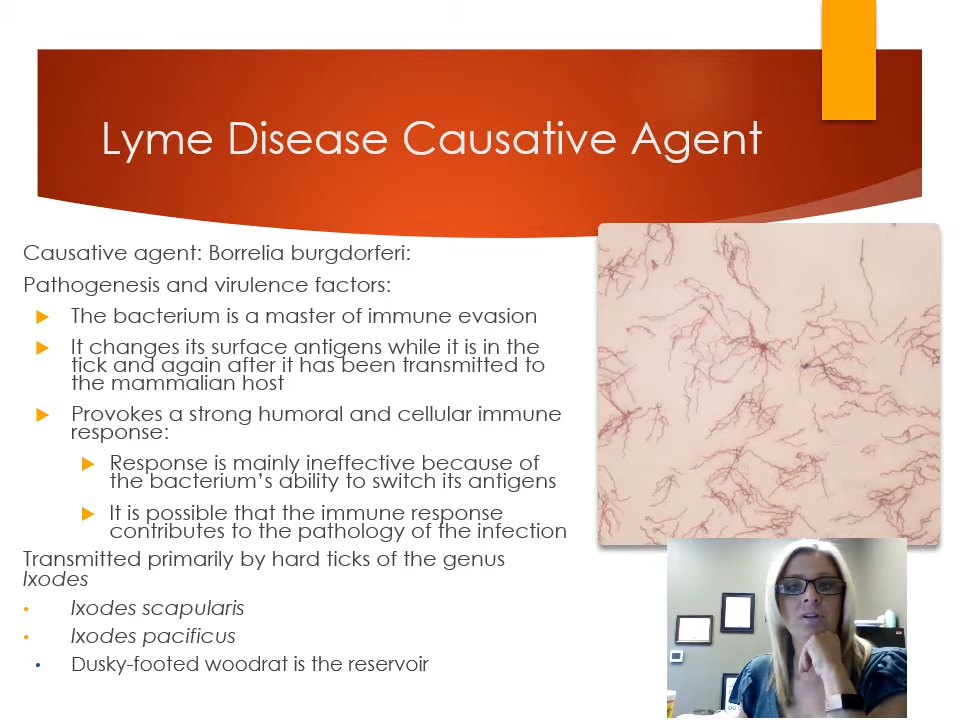 Lyme Disease Causative Agent
Causative agent: Borrelia burgdorferi:
Pathogenesis and virulence factors:
The bacterium is a master of immune evasion
It changes its surface antigens while it is in the
tick and again after it has been transmitted to
the mammalian host
Provokes a strong humoral and cellular immune
response:
Response is mainly ineffective because of
the bacterium's ability to switch its antigens
It is possible that the immune response
contributes to the pathology of the infection
Transmitted primarily by hard ticks of the genus
Ixodes
Ixodes scapularis
Ixodes pacificus
Dusky-footed woodrat is the reservoir